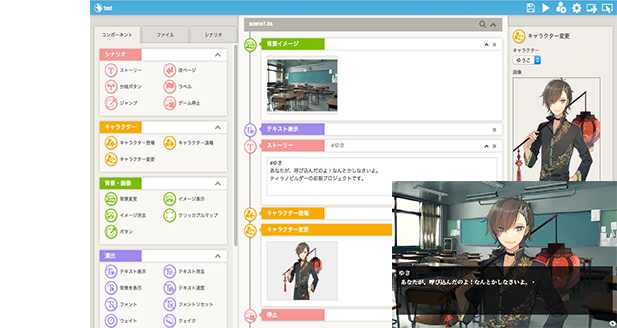 test
コンポーネント
ファイル
シナリオ
シナリオ
ストーリー
改ページ
分岐ボタン
ラベル
ジャンプ
ゲーム停止
キャラクター
キャラクター登場
キャラクター退場
キャラクター変更
背景・画像
背景変更
イメージ表示
イメージ消去
クリッカブルマップ
ボタン
演出
テキスト表示
テキスト消去
背景を表示
テキスト速度
フォント
フォントリセット
ウェイト
クェイク
scene1.ks
背景イメージ
テキスト表示
ストーリー
#ゆき
#ゆき
あなたが、呼び込んだのよ！なんとかしなさいよ。
ティラノビルダーの初期プロジェクトです。
キャラクター登場
キャラクター変更
停止
キャラクター変更
キャラクター
ゆうこ
画像
ゆき
あなたが、呼び込んだのよ！なんとかしなさいよ。